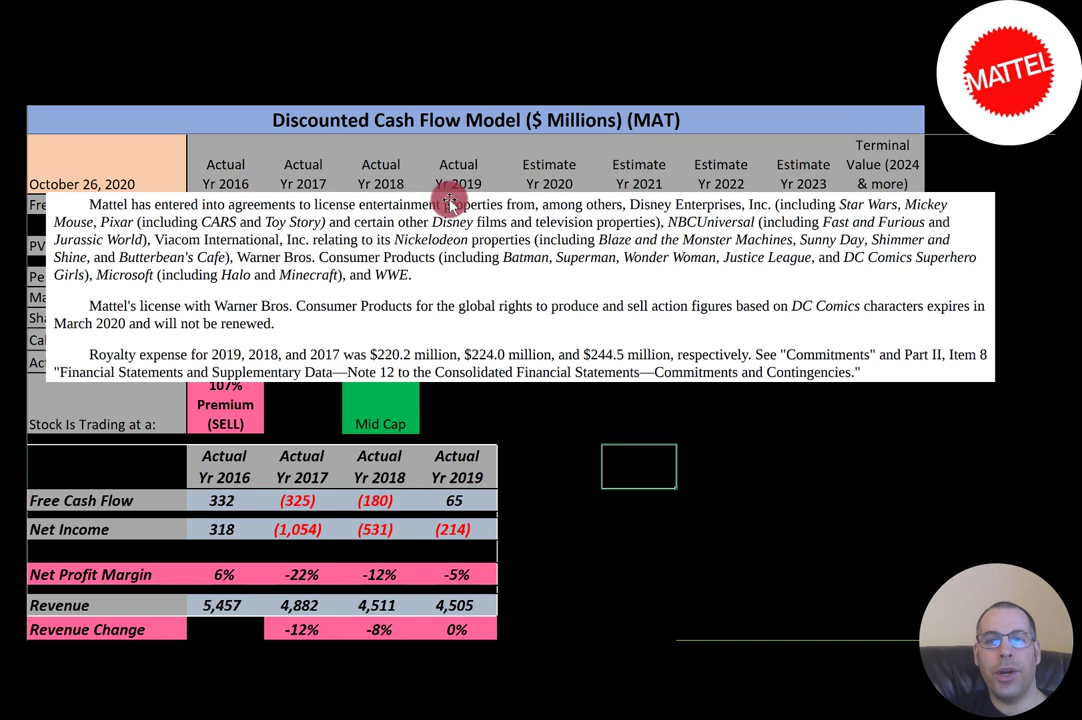 MATTEL
Discounted Cash Flow Model ($ Millions) (MAT)
October 26, 2020
Actual Yr 2016
Actual Yr 2017
Actual Yr 2018
Actual Yr 2019
Estimate Yr 2020
Estimate Yr 2021
Estimate Yr 2022
Estimate Yr 2023
Terminal Value (2024 & more)
Mattel has entered into agreements to license entertainment properties from, among others, Disney Enterprises, Inc. (including Star Wars, Mickey
Mouse, Pixar (including CARS and Toy Story) and certain other Disney films and television properties), NBCUniversal (including Fast and Furious and
Jurassic World), Viacom International, Inc. relating to its Nickelodeon properties (including Blaze and the Monster Machines, Sunny Day, Shimmer and
Shine, and Butterbean's Cafe), Warner Bros. Consumer Products (including Batman, Superman, Wonder Woman, Justice League, and DC Comics Superhero
Girls), Microsoft (including Halo and Minecraft), and WWE.
Mattel's license with Warner Bros. Consumer Products for the global rights to produce and sell action figures based on DC Comics characters expires in
March 2020 and will not be renewed.
Royalty expense for 2019, 2018, and 2017 was $220.2 million, $224.0 million, and $244.5 million, respectively. See "Commitments" and Part II, Item 8
"Financial Statements and Supplementary Data—Note 12 to the Consolidated Financial Statements—Commitments and Contingencies."
Stock Is Trading at a:
107% Premium (SELL)
Mid Cap
Actual Yr 2016
Actual Yr 2017
Actual Yr 2018
Actual Yr 2019
Free Cash Flow 332 (325) (180) 65
Net Income 318 (1,054) (531) (214)
Net Profit Margin 6% -22% -12% -5%
Revenue 5,457 4,882 4,511 4,505
Revenue Change -12% -8% 0%